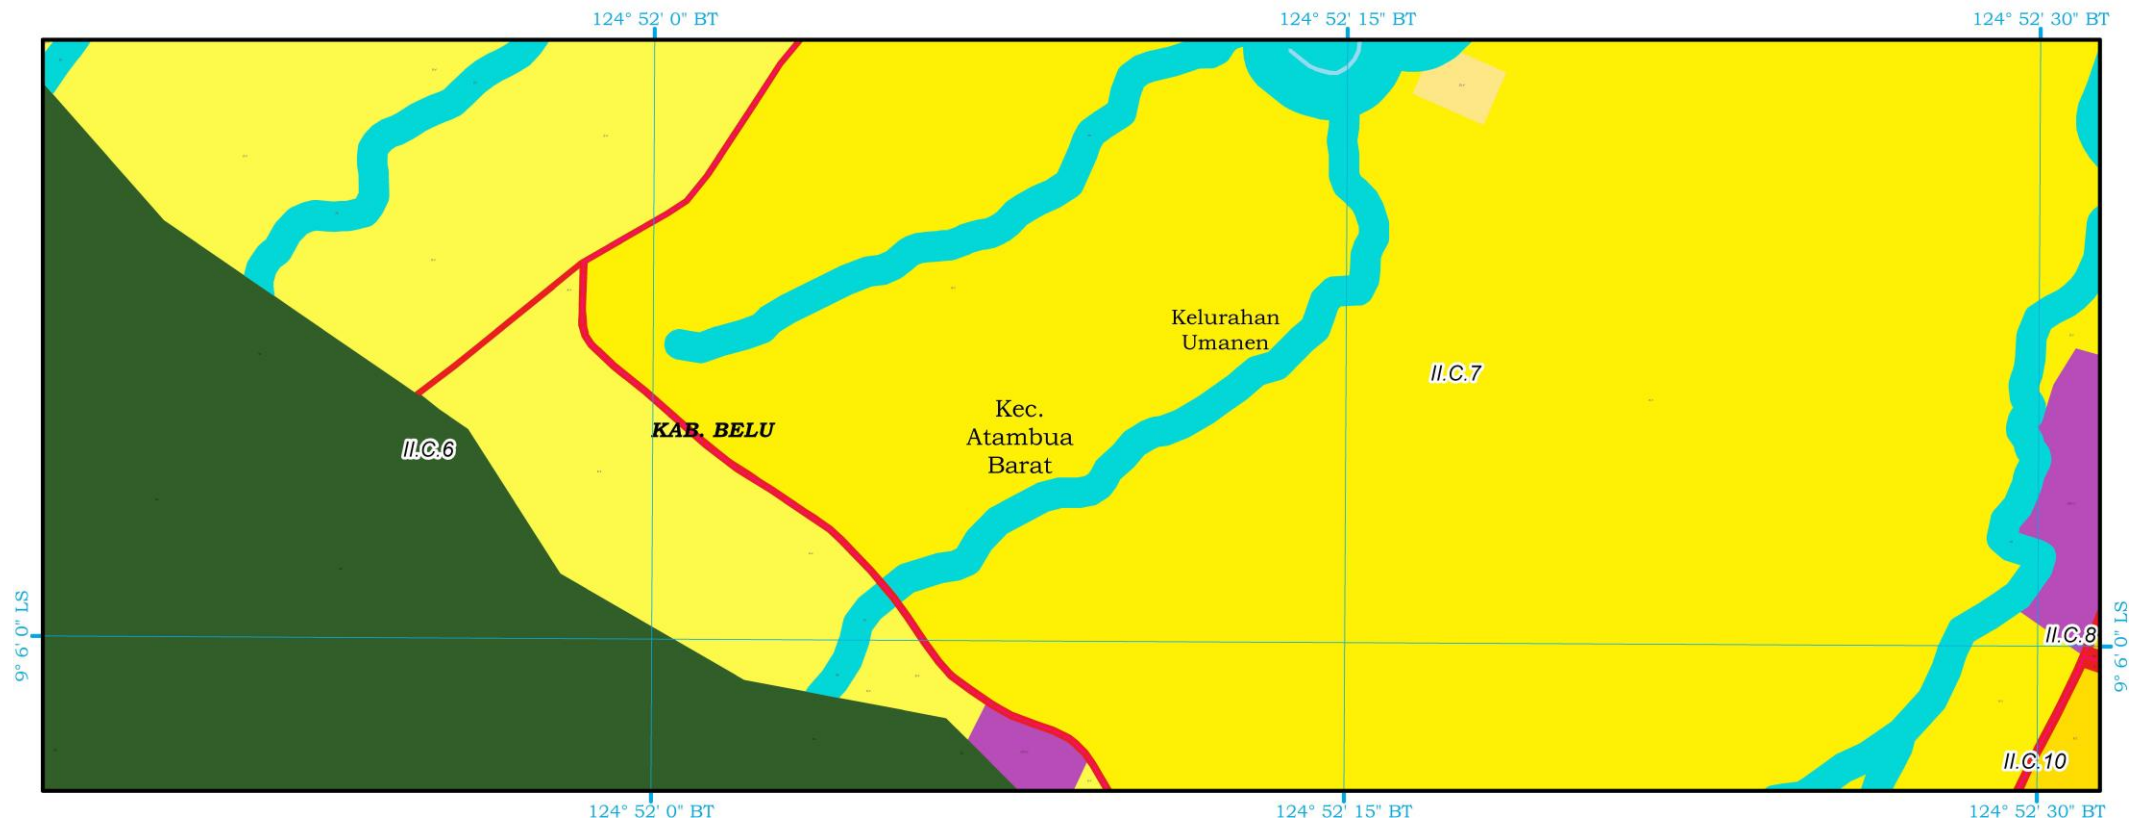 124° 52' 0" BT
124° 52' 15" BT
124° 52' 30" BT
Kelurahan
Umanen
II.C.7
Kec.
Atambua
Barat
KAB. BELU
II.C.6
9° 6' 0" LS
II.C.8
9° 6' 0" LS
II.C.10
124° 52' 0" BT
124° 52' 15" BT
124° 52' 30" BT